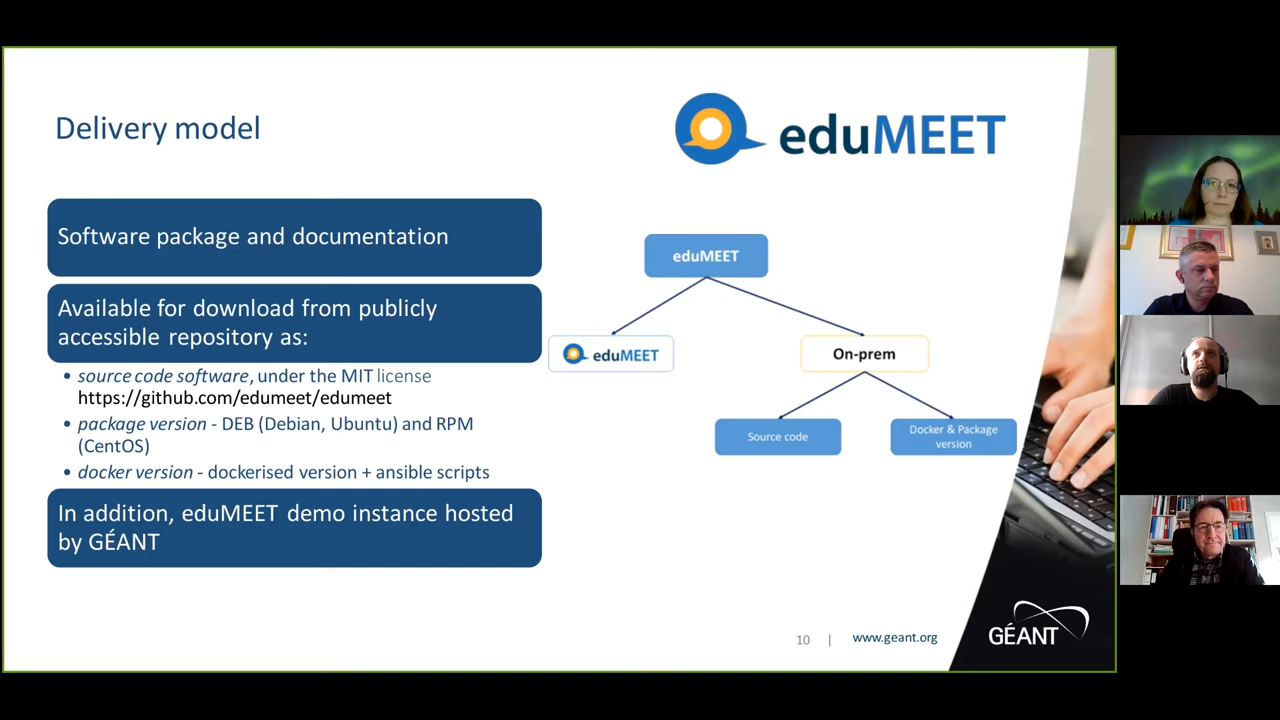 Delivery model
eduMEET
Software package and documentation
Available for download from publicly
accessible repository as:
• source code software, under the MIT license
https://github.com/edumeet/edumeet
• package version - DEB (Debian, Ubuntu) and RPM
(CentOS)
• docker version - dockerised version + ansible scripts
In addition, eduMEET demo instance hosted
by GÉANT
eduMEET
eduMEET
On-prem
Source code
Docker & Package
version
10 | www.geant.org
GÉANT